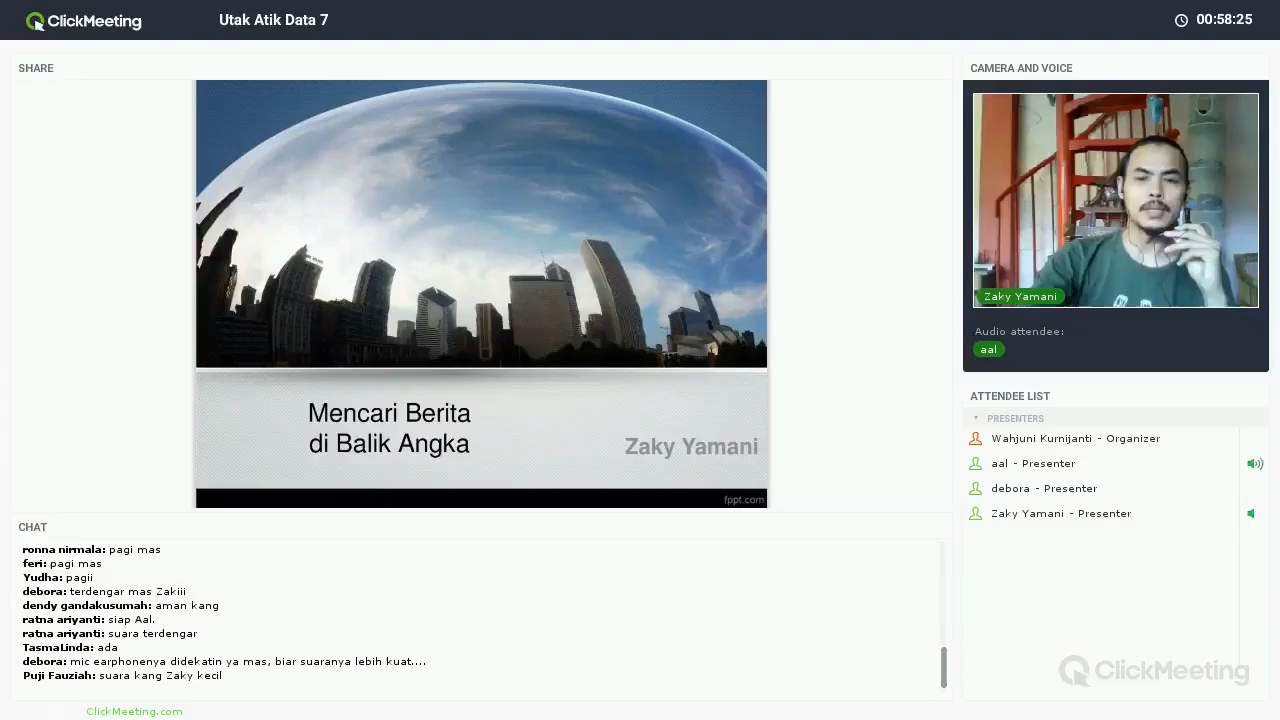 ClickMeeting
Utak Atik Data 7
00:58:25
SHARE
Mencari Berita
di Balik Angka
Zaky Yamani
fppt.com
CHAT
ronna nirmala: pagi mas
feri: pagi mas
Yudha: pagii
debora: terdengar mas Zakiii
dendy gandakusumah: aman kang
ratna ariyanti: siap Aal.
ratna ariyanti: suara terdengar
TasmaLinda: ada
debora: mic earphonenya didekatin ya mas, biar suaranya lebih kuat....
Puji Fauziah: suara kang Zaky kecil
ClickMeeting.com
CAMERA AND VOICE
Zaky Yamani
Audio attendee:
aal
ATTENDEE LIST
PRESENTERS
Wahjuni Kurnijanti - Organizer
aal - Presenter
debora - Presenter
Zaky Yamani - Presenter
ClickMeeting